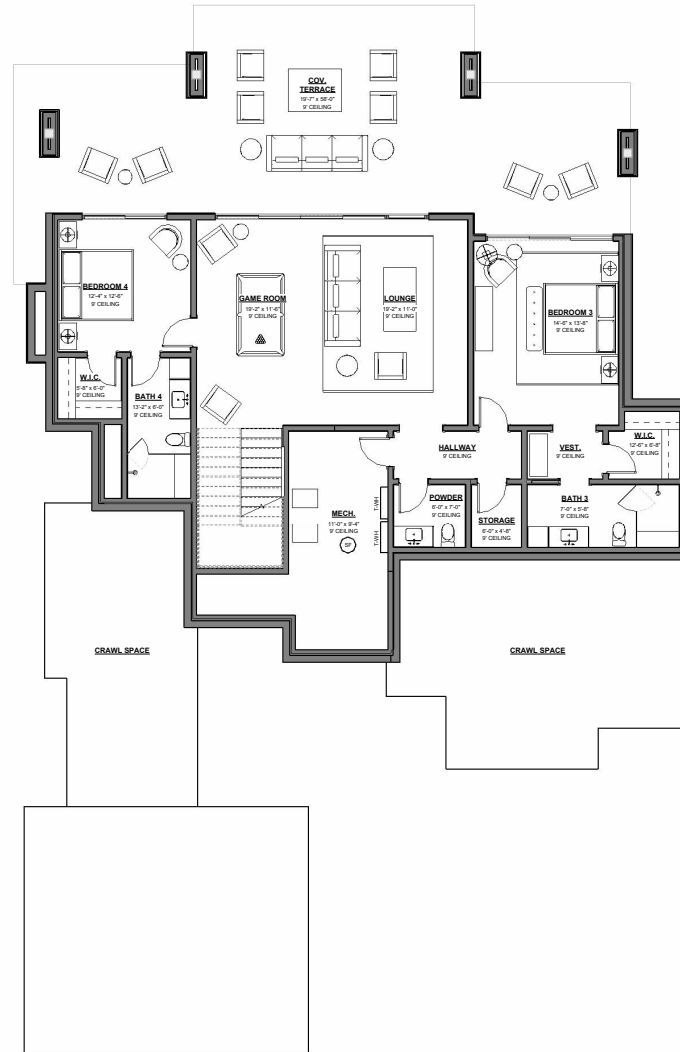 COV.
TERRACE
19'-7" x 58'-0"
9' CEILING
BEDROOM 4
12'-4" x 12'-6"
9' CEILING
GAME ROOM
19'-2" x 11'-6"
9' CEILING
LOUNGE
19'-2" x 11'-0"
9' CEILING
BEDROOM 3
14'-6" x 13'-8"
9' CEILING
W.I.C.
5'-8" x 6'-0"
9' CEILING
BATH 4
13'-2" x 6'-0"
9' CEILING
HALLWAY
9' CEILING
VEST.
9' CEILING
W.I.C.
12'-6" x 6'-8"
9' CEILING
MECH.
11'-0" x 9'-4"
9' CEILING
SF
T-WH
T-WH
POWDER
6'-0" x 7'-0"
9' CEILING
STORAGE
6'-0" x 4'-8"
9' CEILING
BATH 3
7'-0" x 5'-8"
9' CEILING
CRAWL SPACE
CRAWL SPACE